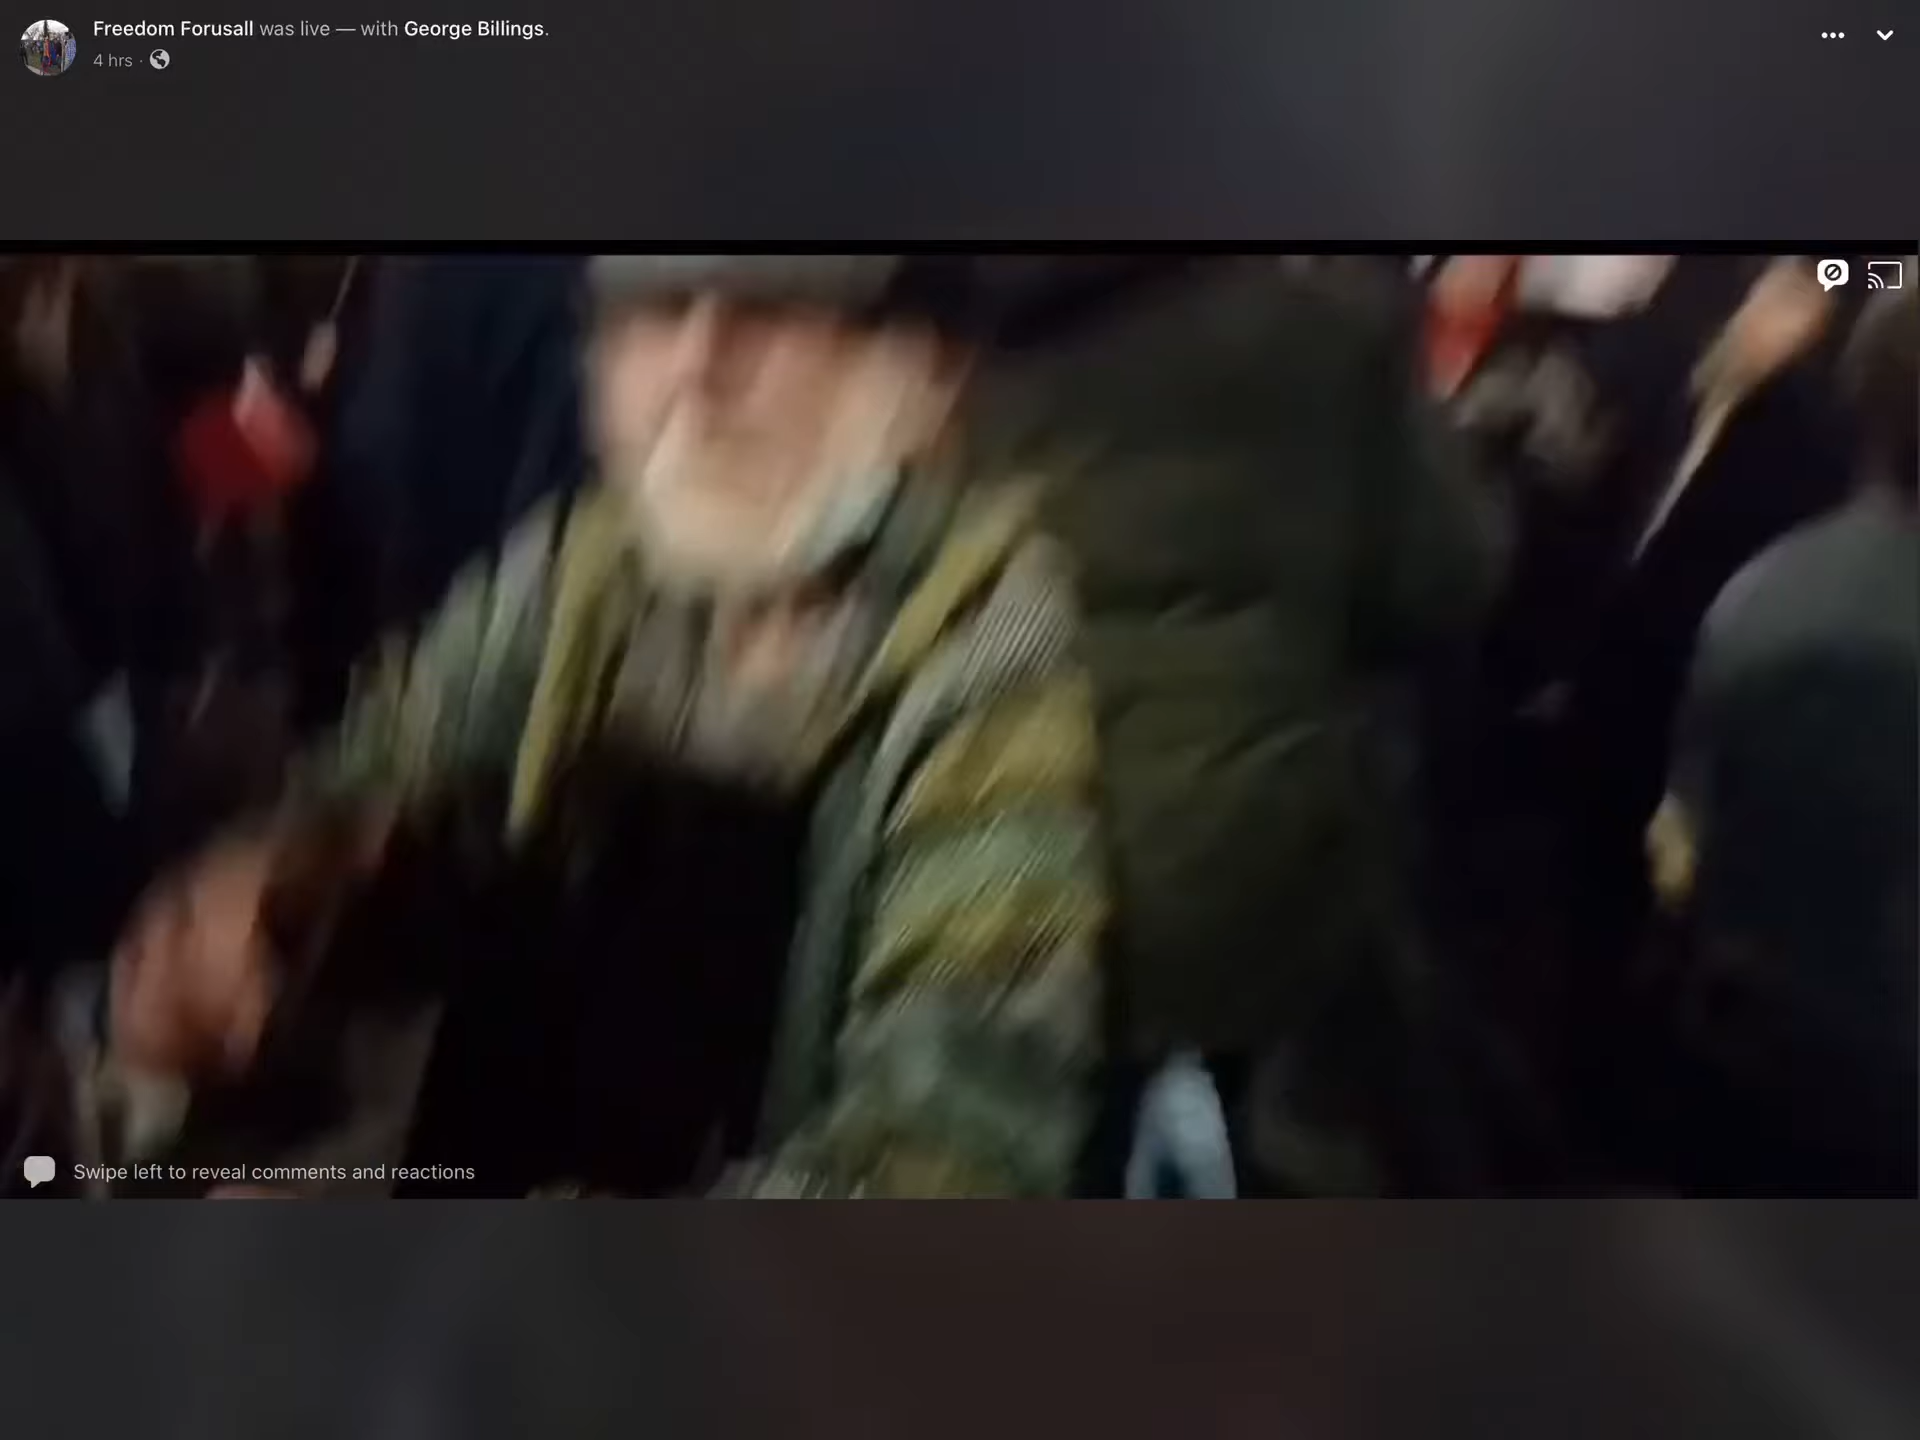 Freedom Forusall was live — with George Billings.
4 hrs ·
Swipe left to reveal comments and reactions